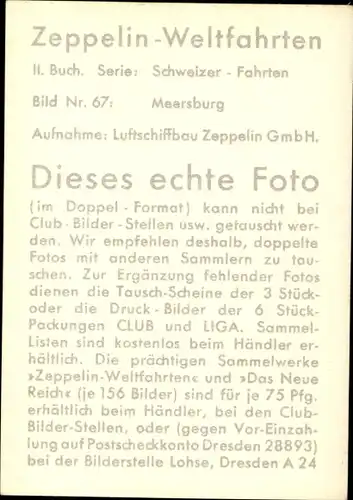 Zeppelin-Weltfahrten
II. Buch. Serie: Schweizer - Fahrten
Bild Nr. 67: Meersburg
Aufnahme: Luftschiffbau Zeppelin GmbH.
Dieses echte Foto
(im Doppel - Format) kann nicht bei
Club - Bilder - Stellen usw. getauscht wer-
den. Wir empfehlen deshalb, doppelte
Fotos mit anderen Sammlern zu tau-
schen. Zur Ergänzung fehlender Fotos
dienen die Tausch-Scheine der 3 Stück-
oder die Druck - Bilder der 6 Stück-
Packungen CLUB und LIGA. Sammel-
Listen sind kostenlos beim Händler er-
hältlich. Die prächtigen Sammelwerke
»Zeppelin-Weltfahrten« und »Das Neue
Reich« (je 156 Bilder) sind für je 75 Pfg.
erhältlich beim Händler, bei den Club-
Bilder-Stellen, oder (gegen Vor-Einzah-
lung auf Postscheckkonto Dresden 28893)
bei der Bilderstelle Lohse, Dresden A 24